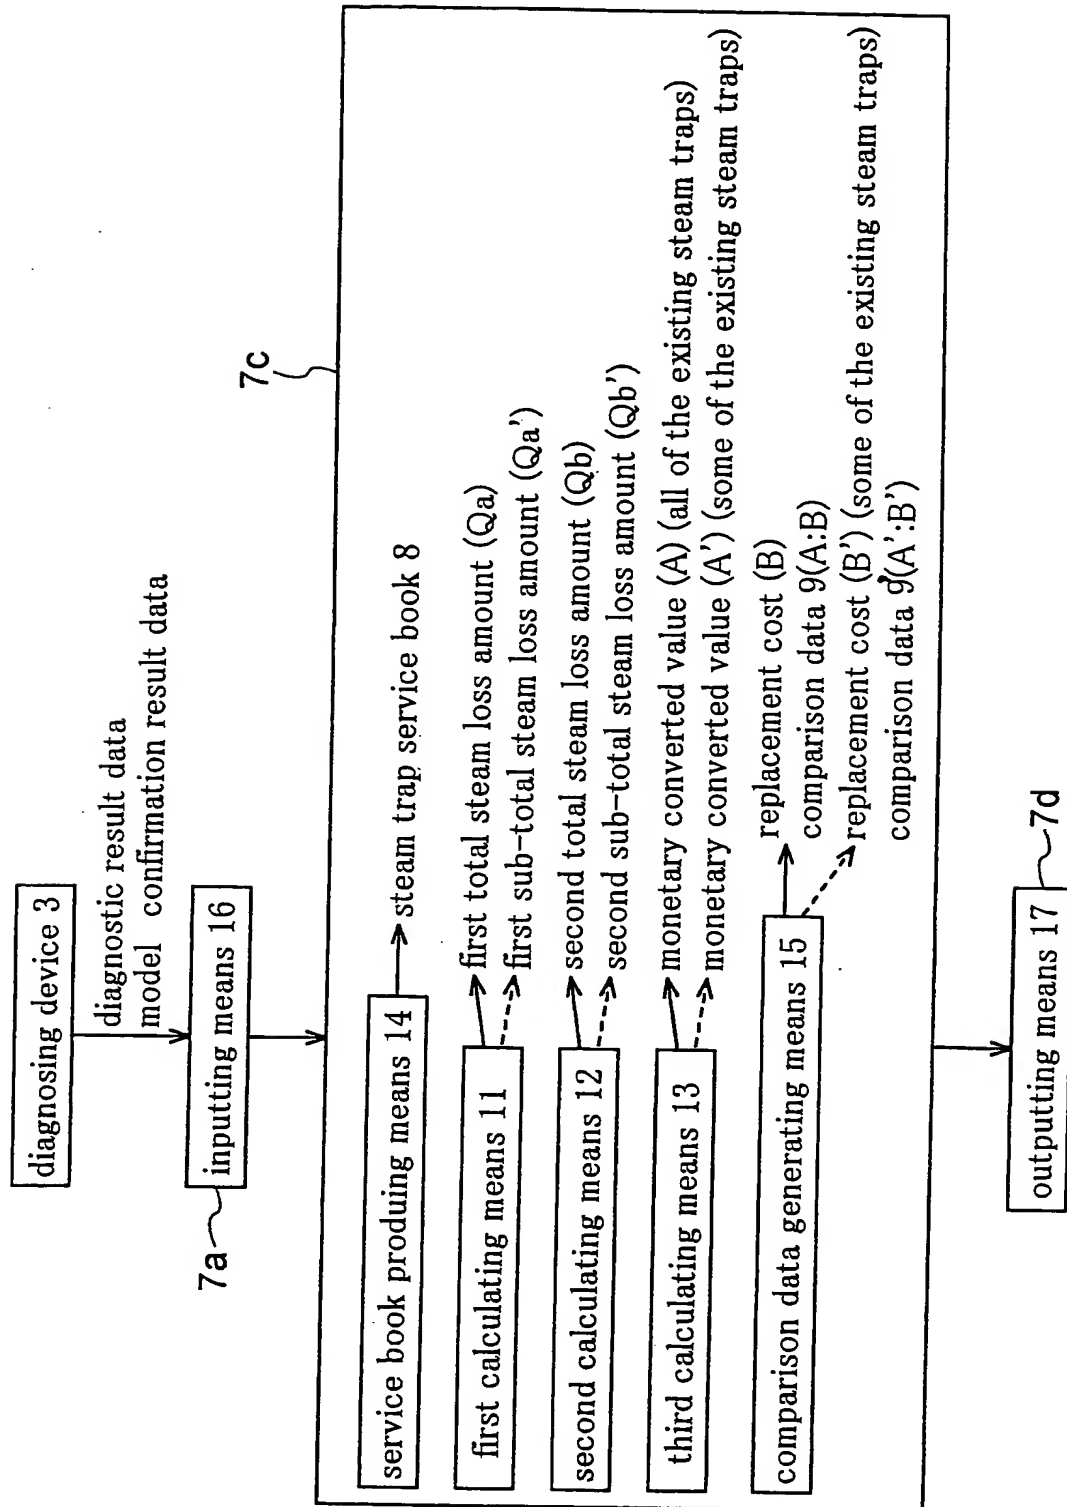 diagnosing device 3
diagnostic result data
model confirmation result data
7a
inputting means 16
7c
service book produing means 14
steam trap service book 8
first calculating means 11
first total steam loss amount (Qa)
first sub-total steam loss amount (Qa')
second calculating means 12
second total steam loss amount (Qb)
second sub-total steam loss amount (Qb')
third calculating means 13
monetary converted value (A) (all of the existing steam traps)
monetary converted value (A') (some of the existing steam traps)
comparison data generating means 15
replacement cost (B)
comparison data 9(A:B)
replacement cost (B') (some of the existing steam traps)
comparison data 9'(A':B')
outputting means 17
7d